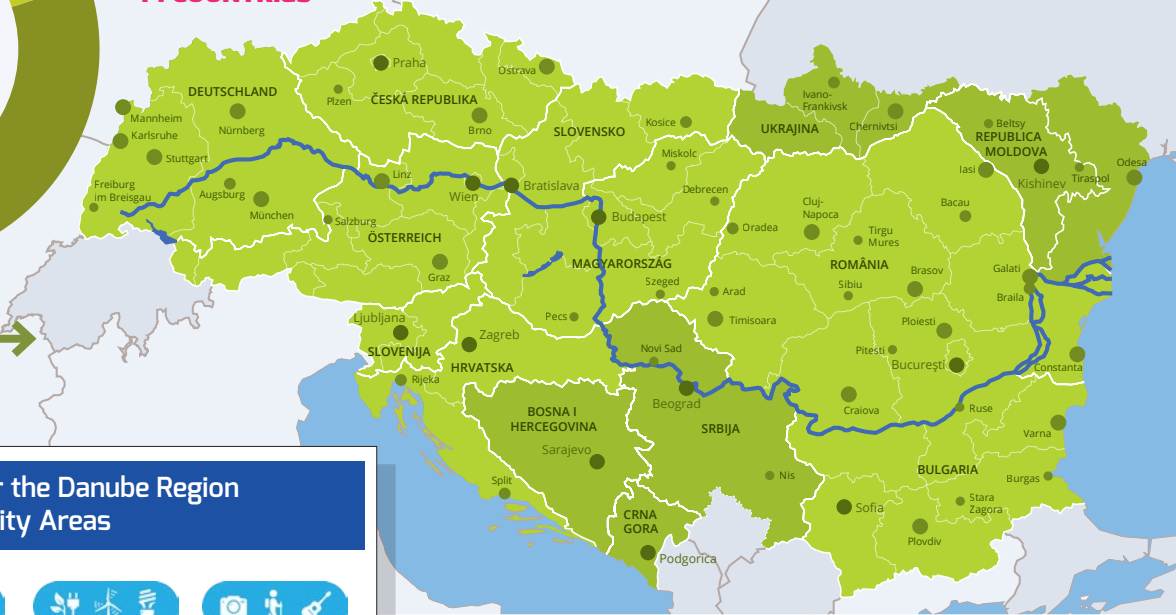 Praha
Ostrava
DEUTSCHLAND
Plzen
ČESKÁ REPUBLIKA
Ivano-
Frankivsk
Mannheim
Nürnberg
Brno
SLOVENSKO
Kosice
UKRAJINA
Chernivtsi
Beltsy
REPUBLICA
MOLDOVA
Karlsruhe
Stuttgart
Miskolc
Odesa
Freiburg
im Breisgau
Augsburg
München
Linz
Wien
Bratislava
Debrecen
Iasi
Kishinev
Tiraspol
Salzburg
ÖSTERREICH
Budapest
Oradea
Cluj-
Napoca
Tirgu
Mures
Bacau
Graz
MAGYARORSZÁG
Szeged
ROMÂNIA
Brasov
Sibiu
Galati
Braila
Arad
Ljubljana
Pecs
Timisoara
Ploiesti
Zagreb
SLOVENIJA
HRVATSKA
Novi Sad
Pitesti
Bucureşti
Constanta
Rijeka
Beograd
Craiova
Ruse
BOSNA I
HERCEGOVINA
SRBIJA
Varna
Sarajevo
Nis
BULGARIA
Burgas
Split
Sofia
Stara
Zagora
CRNA
GORA
Plovdiv
Podgorica
the Danube Region
Areas